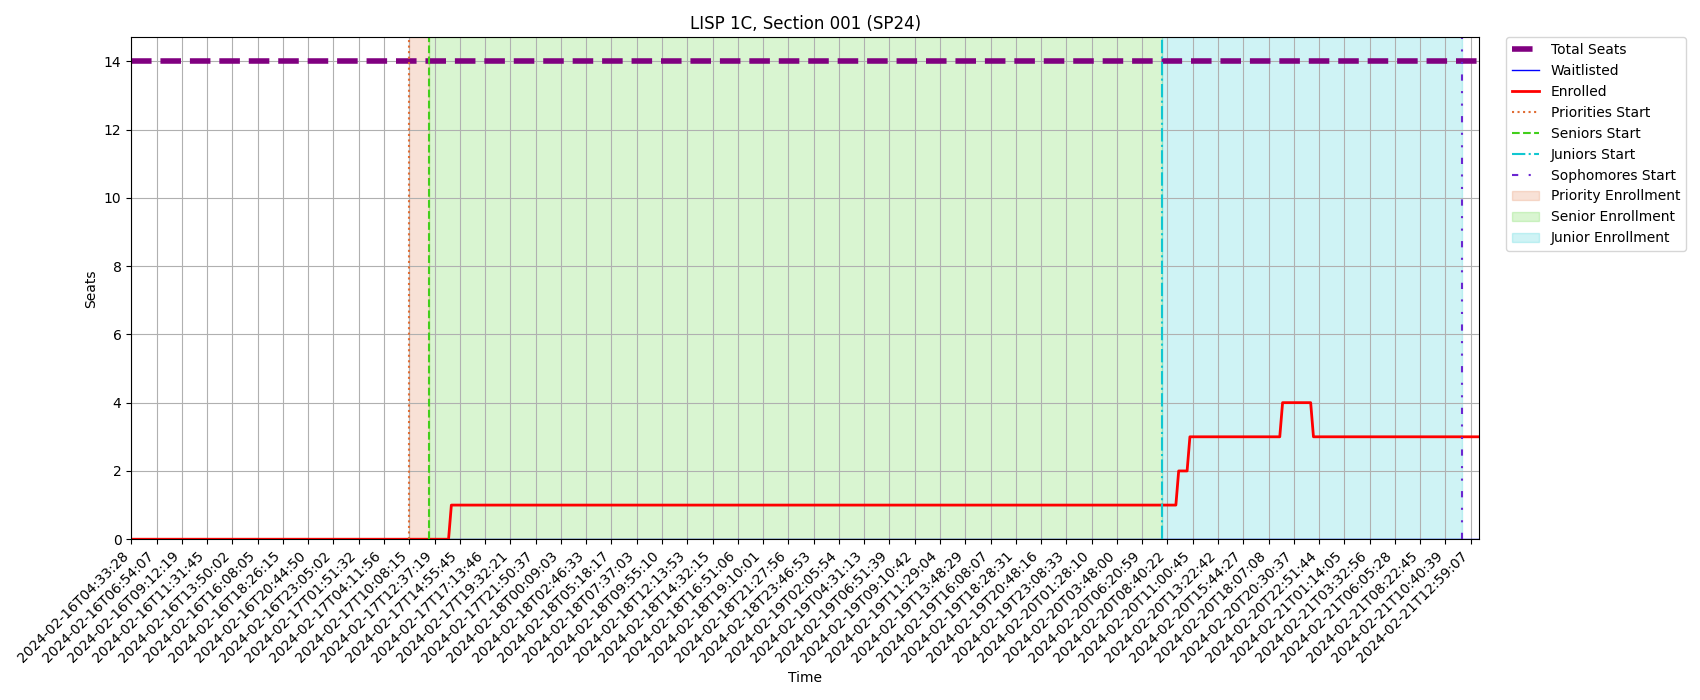 LISP 1C, Section 001 (SP24)
Total Seats
Waitlisted
Enrolled
Priorities Start
Seniors Start
Juniors Start
Sophomores Start
Priority Enrollment
Senior Enrollment
Junior Enrollment
Seats
14
12
10
8
6
4
2
0
2024-02-16T04:33:28
2024-02-16T06:54:07
2024-02-16T09:12:19
2024-02-16T11:31:45
2024-02-16T13:50:02
2024-02-16T16:08:05
2024-02-16T18:26:15
2024-02-16T20:44:50
2024-02-16T23:05:02
2024-02-17T01:51:32
2024-02-17T04:11:56
2024-02-17T10:08:15
2024-02-17T12:37:19
2024-02-17T14:55:45
2024-02-17T17:13:46
2024-02-17T19:32:21
2024-02-17T21:50:37
2024-02-18T00:09:03
2024-02-18T02:46:33
2024-02-18T05:18:17
2024-02-18T07:37:03
2024-02-18T09:55:10
2024-02-18T12:13:53
2024-02-18T14:32:15
2024-02-18T16:51:06
2024-02-18T19:10:01
2024-02-18T21:27:56
2024-02-18T23:46:53
2024-02-19T02:05:54
2024-02-19T04:31:13
2024-02-19T06:51:39
2024-02-19T09:10:42
2024-02-19T11:29:04
2024-02-19T13:48:29
2024-02-19T16:08:07
2024-02-19T18:28:31
2024-02-19T20:48:16
2024-02-19T23:08:33
2024-02-20T01:28:10
2024-02-20T03:48:00
2024-02-20T06:20:59
2024-02-20T08:40:22
2024-02-20T11:00:45
2024-02-20T13:22:42
2024-02-20T15:44:27
2024-02-20T18:07:08
2024-02-20T20:30:37
2024-02-20T22:51:44
2024-02-21T01:14:05
2024-02-21T03:32:56
2024-02-21T06:05:28
2024-02-21T08:22:45
2024-02-21T10:40:39
2024-02-21T12:59:07
Time